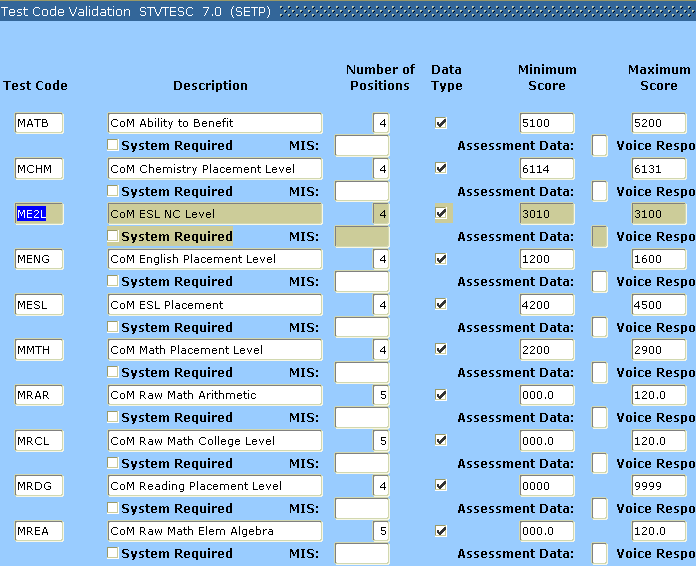 Test Code Validation STVTESC 7.0 (SETP)
Number of Data Minimum Maximum
Test Code Description Positions Type Score Score
MATB CoM Ability to Benefit 4 5100 5200
System Required MIS: Assessment Data: Voice Respo
MCHM CoM Chemistry Placement Level 4 6114 6131
System Required MIS: Assessment Data: Voice Respo
ME2L CoM ESL NC Level 4 3010 3100
System Required MIS: Assessment Data: Voice Respo
MENG CoM English Placement Level 4 1200 1600
System Required MIS: Assessment Data: Voice Respo
MESL CoM ESL Placement 4 4200 4500
System Required MIS: Assessment Data: Voice Respo
MMTH CoM Math Placement Level 4 2200 2900
System Required MIS: Assessment Data: Voice Respo
MRAR CoM Raw Math Arithmetic 5 000.0 120.0
System Required MIS: Assessment Data: Voice Respo
MRCL CoM Raw Math College Level 5 000.0 120.0
System Required MIS: Assessment Data: Voice Respo
MRDG CoM Reading Placement Level 4 0000 9999
System Required MIS: Assessment Data: Voice Respo
MREA CoM Raw Math Elem Algebra 5 000.0 120.0
System Required MIS: Assessment Data: Voice Respo